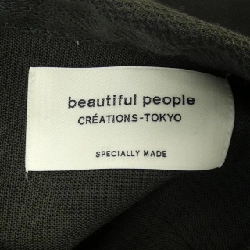 beautiful people
CRÉATIONS-TOKYO
SPECIALLY MADE